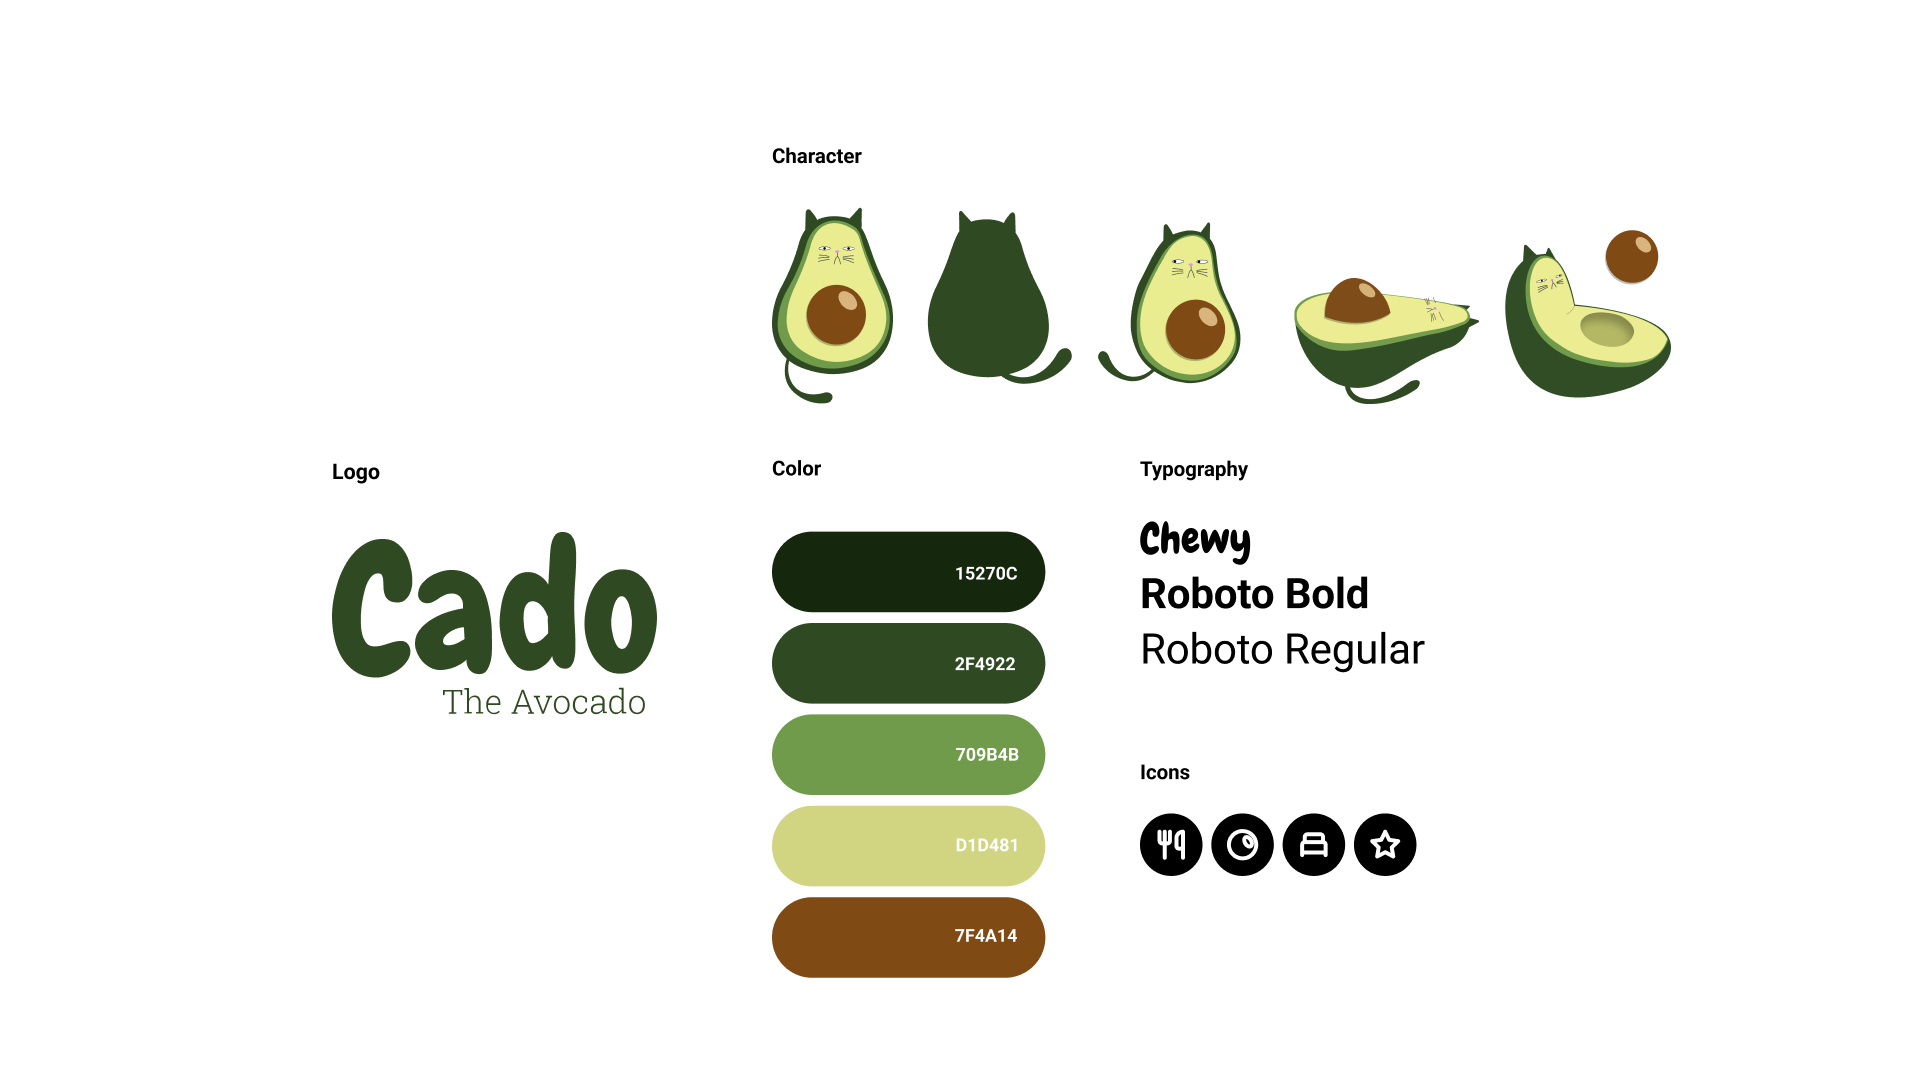 Character
Logo
Cado
The Avocado
Color
15270C
2F4922
709B4B
D1D481
7F4A14
Typography
Chewy
Roboto Bold
Roboto Regular
Icons